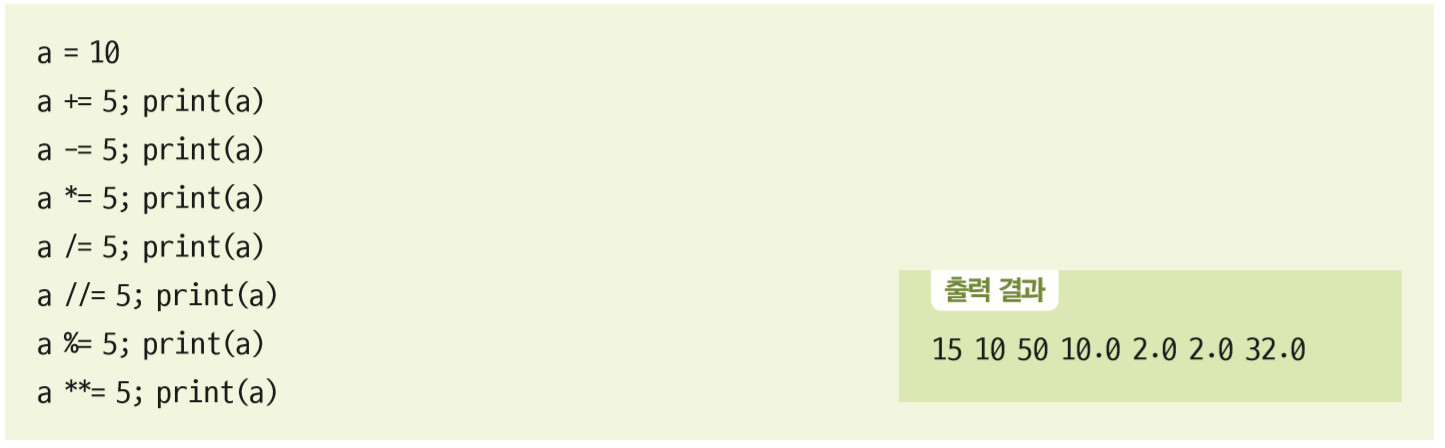 a = 10
a += 5; print(a)
a -= 5; print(a)
a *= 5; print(a)
a /= 5; print(a)
a //= 5; print(a)
a %= 5; print(a)
a **= 5; print(a)
출력 결과
15 10 50 10.0 2.0 2.0 32.0